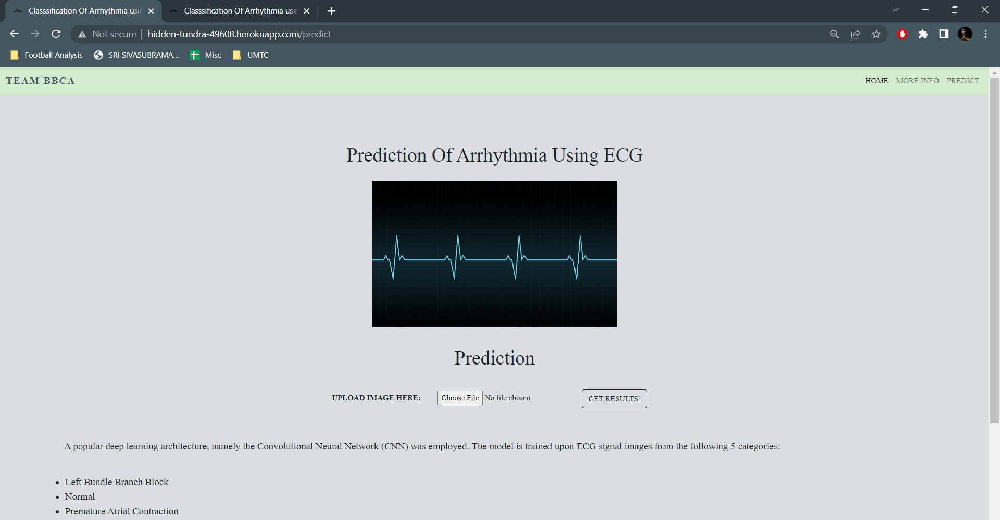 Classsification Of Arrhythmia usin
Classsification Of Arrhythmia usin
Not secure
hidden-tundra-49608.herokuapp.com/predict
Football Analysis
SRI SIVASUBRAMA...
Misc
UMTC
TEAM BBCA
HOME
MORE INFO
PREDICT
Prediction Of Arrhythmia Using ECG
Prediction
UPLOAD IMAGE HERE:
Choose File
No file chosen
GET RESULTS!
A popular deep learning architecture, namely the Convolutional Neural Network (CNN) was employed. The model is trained upon ECG signal images from the following 5 categories:
Left Bundle Branch Block
Normal
Premature Atrial Contraction